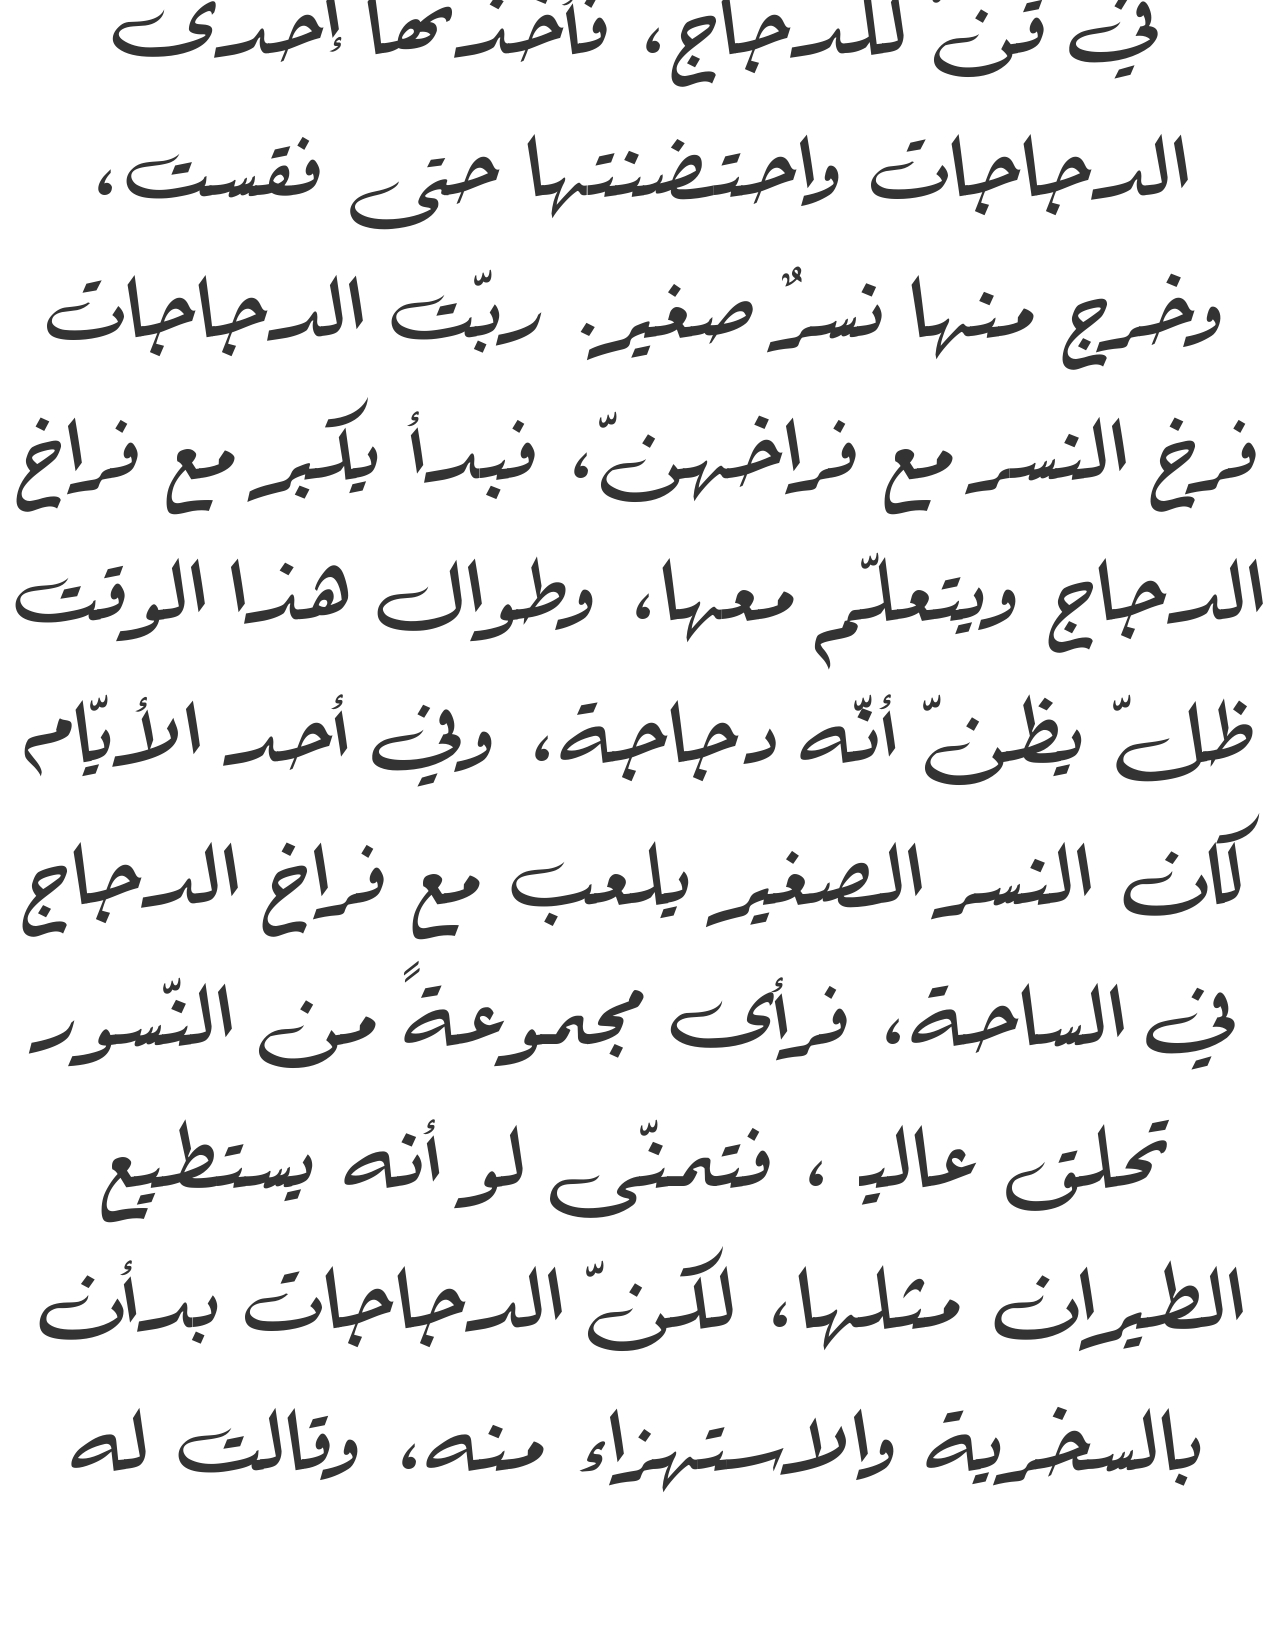 في قنّ للدجاج، فأخذتها إحدى
الدجاجات واحتضنتها حتى فقست،
وخرج منها نسرٌ صغير. ربّت الدجاجات
فرخ النسر مع فراخهنّ، فبدأ يكبر مع فراخ
الدجاج ويتعلّم معها، وطوال هذا الوقت
ظلّ يظنّ أنّه دجاجة، وفي أحد الأيّام
كان النسر الصغير يلعب مع فراخ الدجاج
في الساحة، فرأى مجموعةً من النّسور
تحلق عاليـ ، فتمنّى لو أنه يستطيع
الطيران مثلها، لكنّ الدجاجات بدأن
بالسخرية والاستهزاء منه، وقالت له